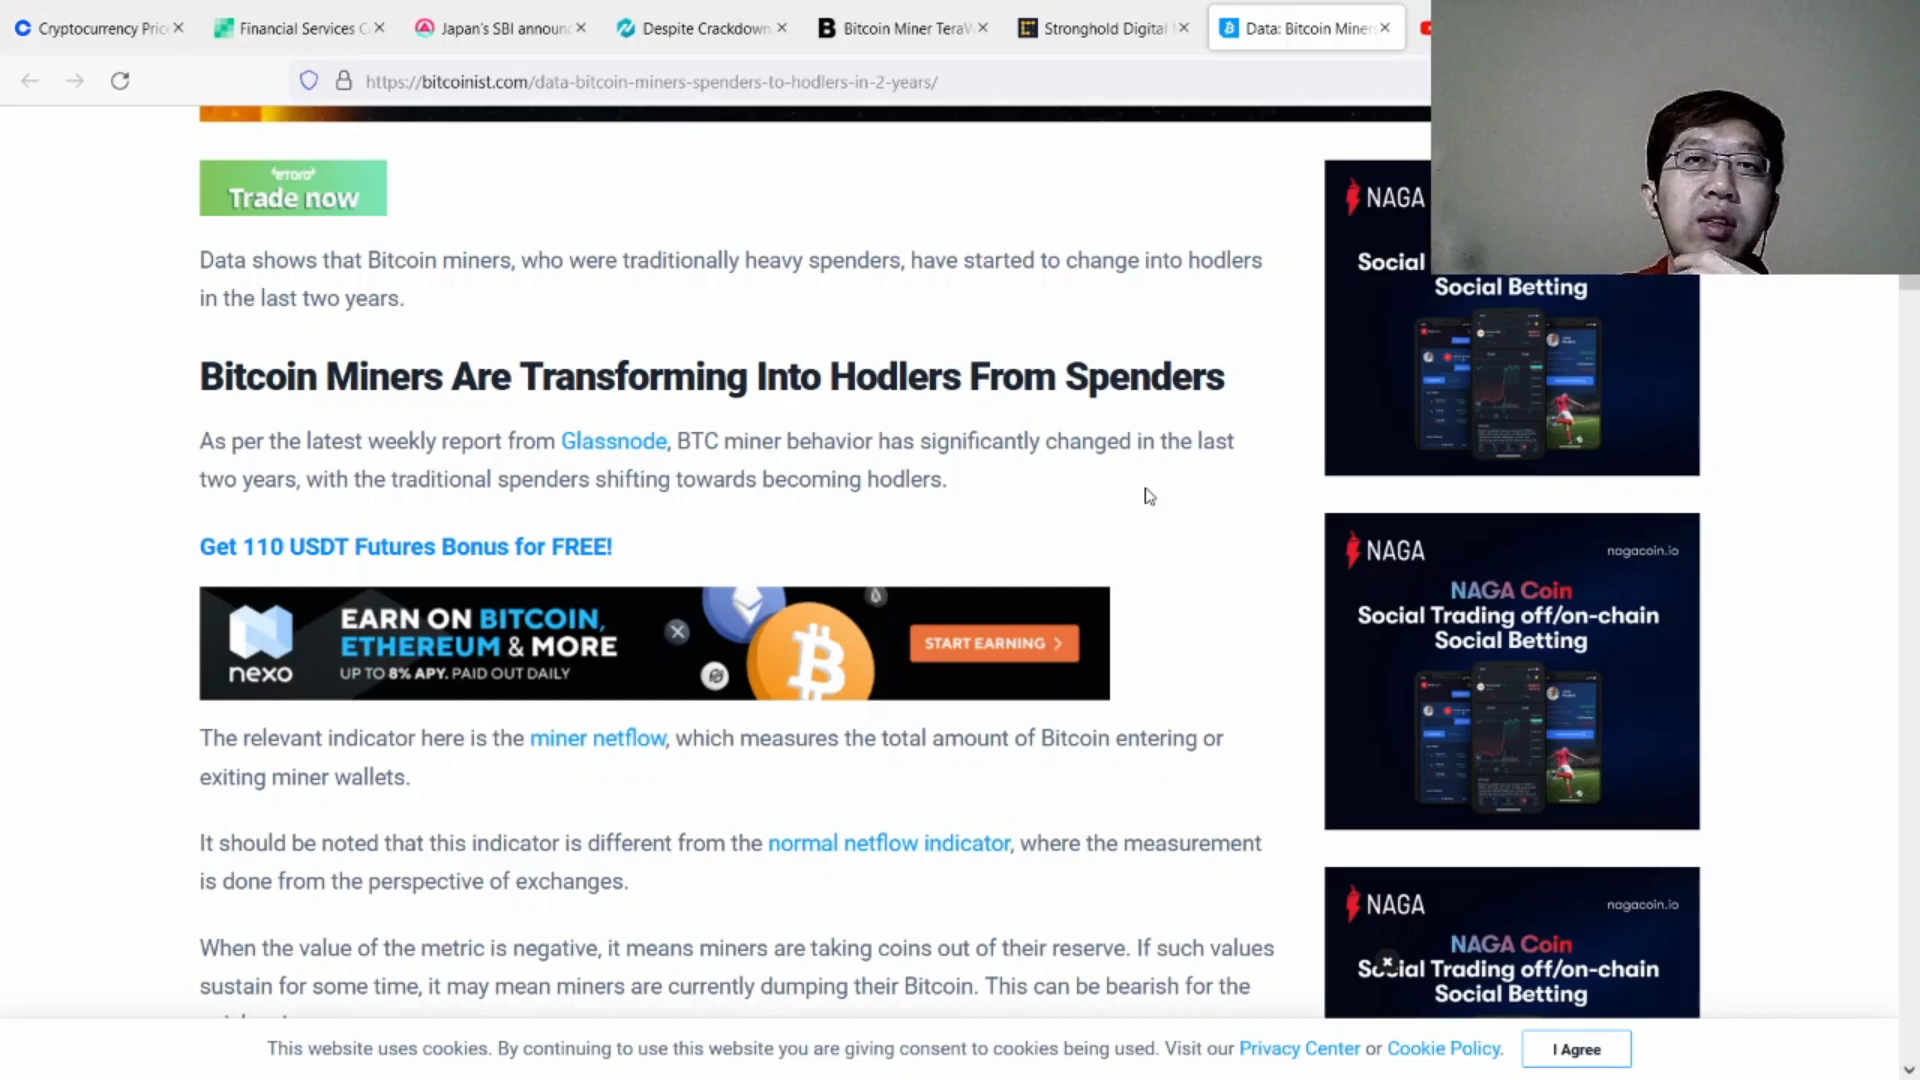 Cryptocurrency Price
Financial Services C
Japan's SBI announc
Despite Crackdown,
Bitcoin Miner TeraW
Stronghold Digital
Data: Bitcoin Miners
https://bitcoinist.com/data-bitcoin-miners-spenders-to-hodlers-in-2-years/
eToro
Trade now
Data shows that Bitcoin miners, who were traditionally heavy spenders, have started to change into hodlers
in the last two years.
Bitcoin Miners Are Transforming Into Hodlers From Spenders
As per the latest weekly report from Glassnode, BTC miner behavior has significantly changed in the last
two years, with the traditional spenders shifting towards becoming hodlers.
Get 110 USDT Futures Bonus for FREE!
nexo
EARN ON BITCOIN,
ETHEREUM & MORE
UP TO 8% APY. PAID OUT DAILY
START EARNING >
The relevant indicator here is the miner netflow, which measures the total amount of Bitcoin entering or
exiting miner wallets.
It should be noted that this indicator is different from the normal netflow indicator, where the measurement
is done from the perspective of exchanges.
When the value of the metric is negative, it means miners are taking coins out of their reserve. If such values
sustain for some time, it may mean miners are currently dumping their Bitcoin. This can be bearish for the
NAGA
Social
Social Betting
NAGA
nagacoin.io
NAGA Coin
Social Trading off/on-chain
Social Betting
NAGA
nagacoin.io
NAGA Coin
Social Trading off/on-chain
Social Betting
This website uses cookies. By continuing to use this website you are giving consent to cookies being used. Visit our Privacy Center or Cookie Policy.
I Agree